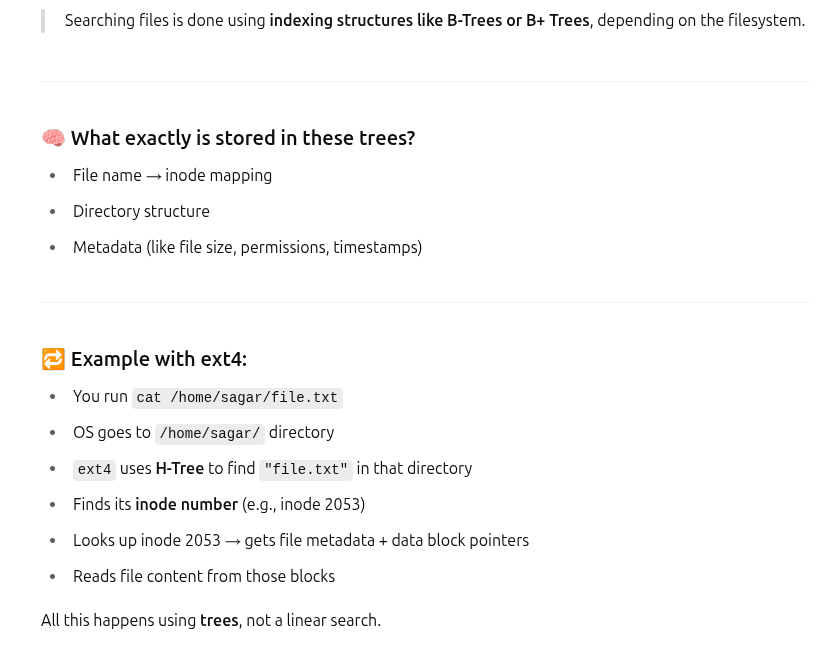 Searching files is done using indexing structures like B-Trees or B+ Trees, depending on the filesystem.
🧠 What exactly is stored in these trees?
• File name → inode mapping
• Directory structure
• Metadata (like file size, permissions, timestamps)
🔁 Example with ext4:
• You run cat /home/sagar/file.txt
• OS goes to /home/sagar/ directory
• ext4 uses H-Tree to find "file.txt" in that directory
• Finds its inode number (e.g., inode 2053)
• Looks up inode 2053 → gets file metadata + data block pointers
• Reads file content from those blocks
All this happens using trees, not a linear search.